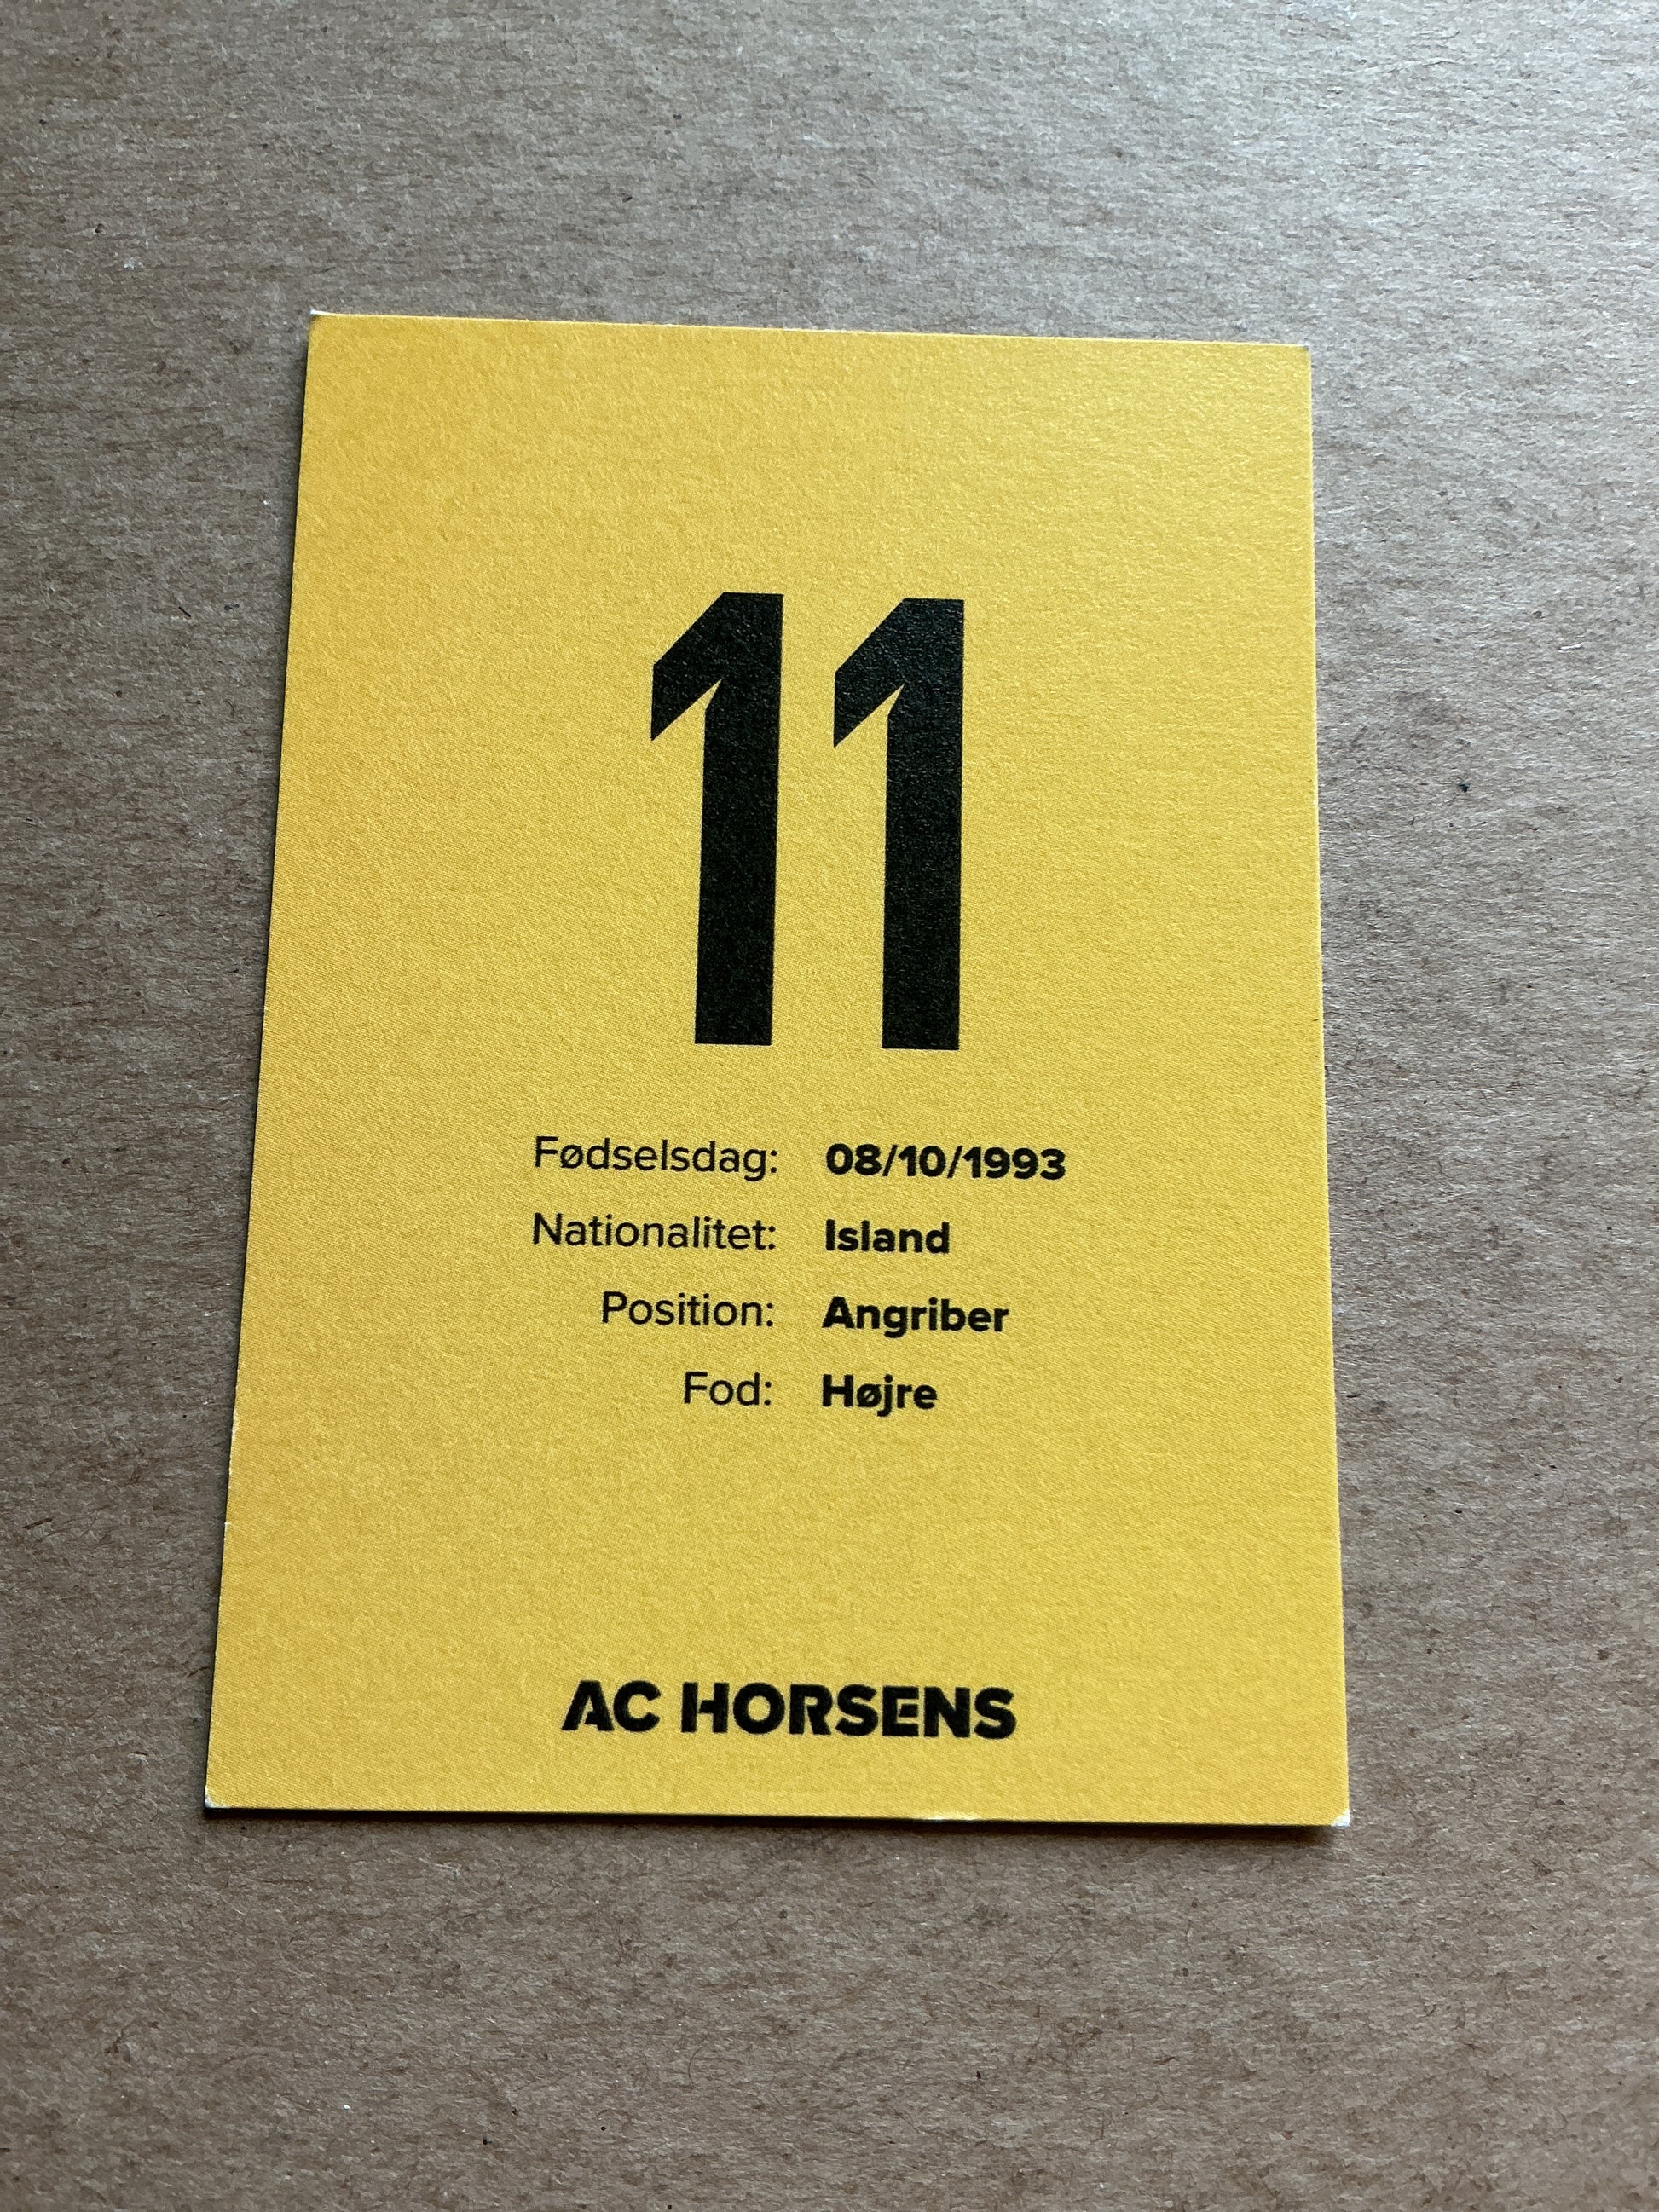 11
Fødselsdag: 08/10/1993
Nationalitet: Island
Position: Angriber
Fod: Højre
AC HORSENS